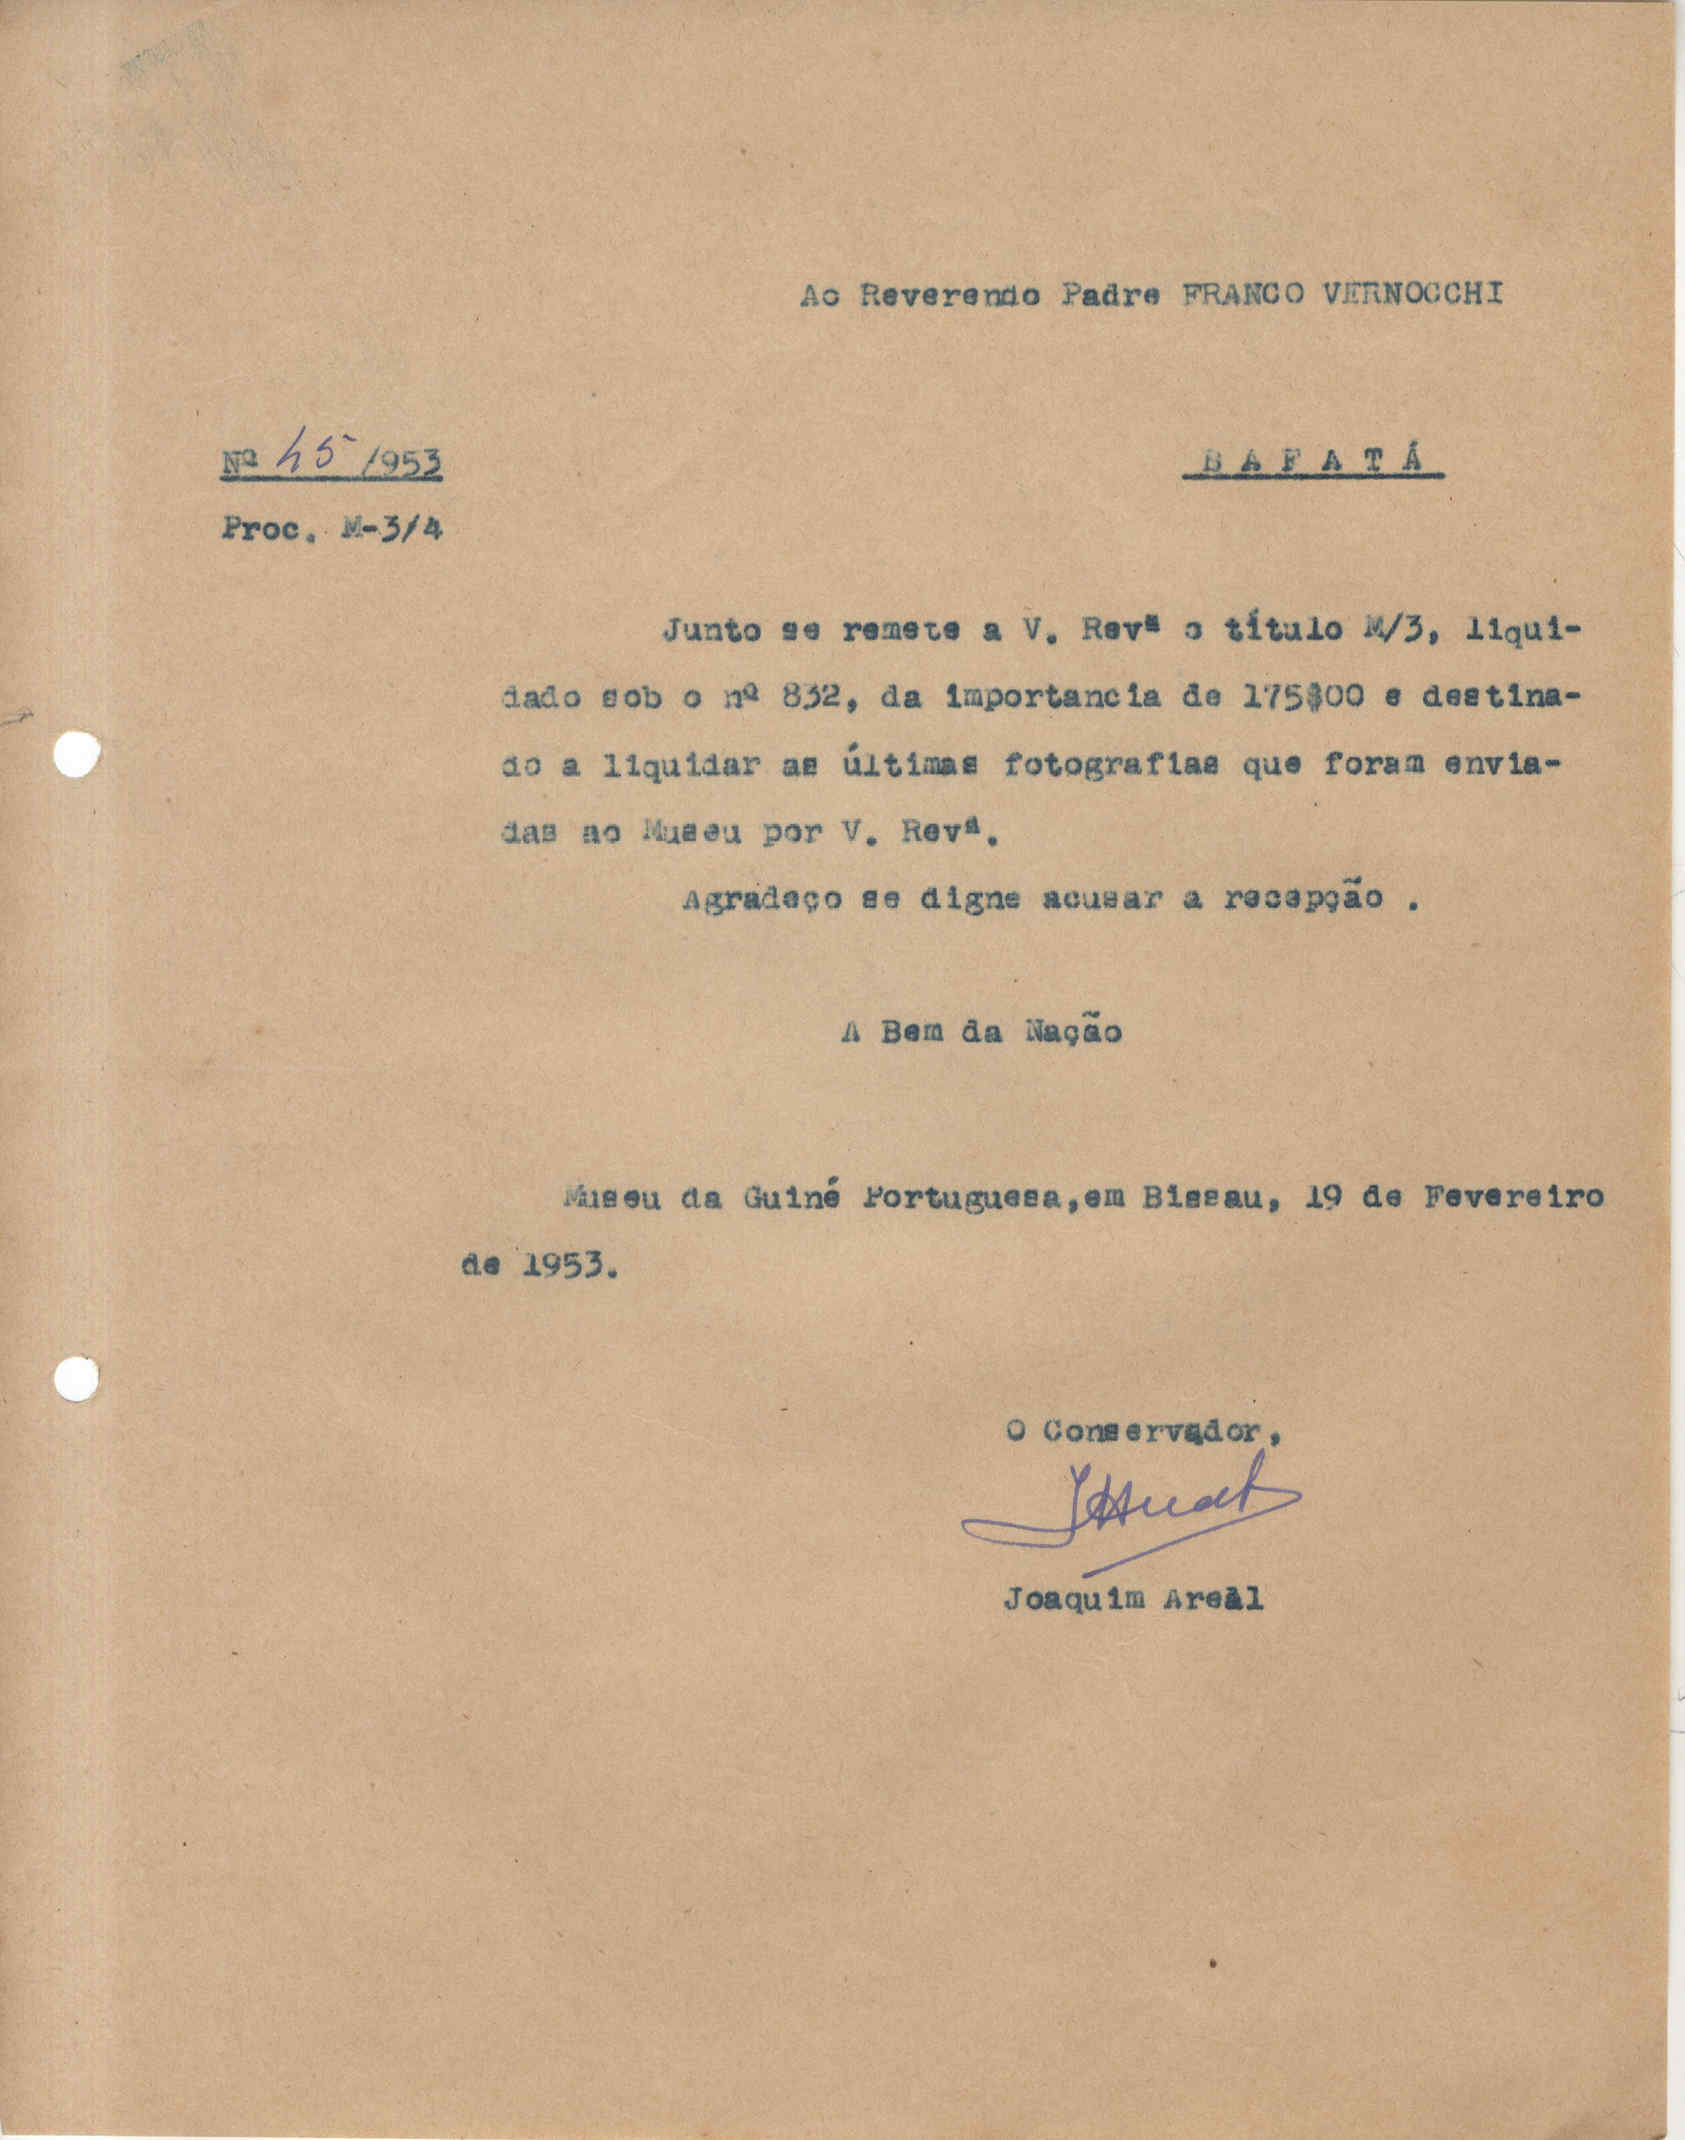 Ao Reverendo Padre FRANCO VERNOCCHI
Nº 45/953
BAFATÁ
Proc. M-3/4
Junto se remete a V. Revª o título M/3, liqui-
dado sob o nº 832, da importancia de 175$00 e destina-
do a liquidar as últimas fotografias que foram envia-
das ao Museu por V. Revª.
Agradeço se digne acusar a recepção .
A Bem da Nação
Museu da Guiné Portuguesa,em Bissau, 19 de Fevereiro
de 1953.
O Conservador,
Joaquim Areal